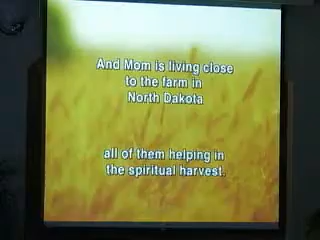 And Mom is living close
to the farm in
North Dakota
all of them helping in
the spiritual harvest.